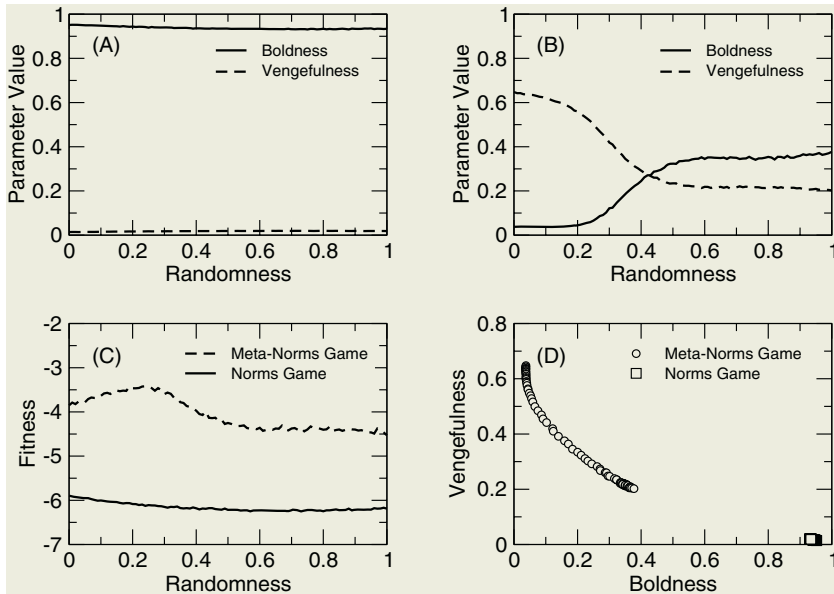 (A)
Boldness
Vengefulness
Parameter Value
1
0.8
0.6
0.4
0.2
0
0 0.2 0.4 0.6 0.8 1
Randomness
(B)
Boldness
Vengefulness
Parameter Value
1
0.8
0.6
0.4
0.2
0
0 0.2 0.4 0.6 0.8 1
Randomness
(C)
Meta-Norms Game
Norms Game
Fitness
-2
-3
-4
-5
-6
-7
0 0.2 0.4 0.6 0.8 1
Randomness
(D)
Meta-Norms Game
Norms Game
Vengefulness
0.8
0.6
0.4
0.2
0
0 0.2 0.4 0.6 0.8 1
Boldness